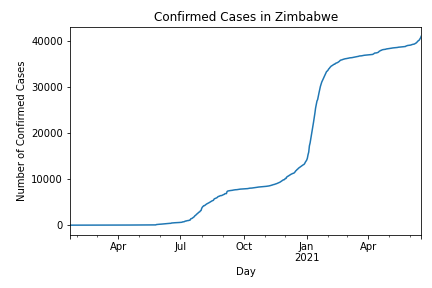 Confirmed Cases in Zimbabwe
Number of Confirmed Cases
40000
30000
20000
10000
0
Apr Jul Oct Jan Apr
2021
Day